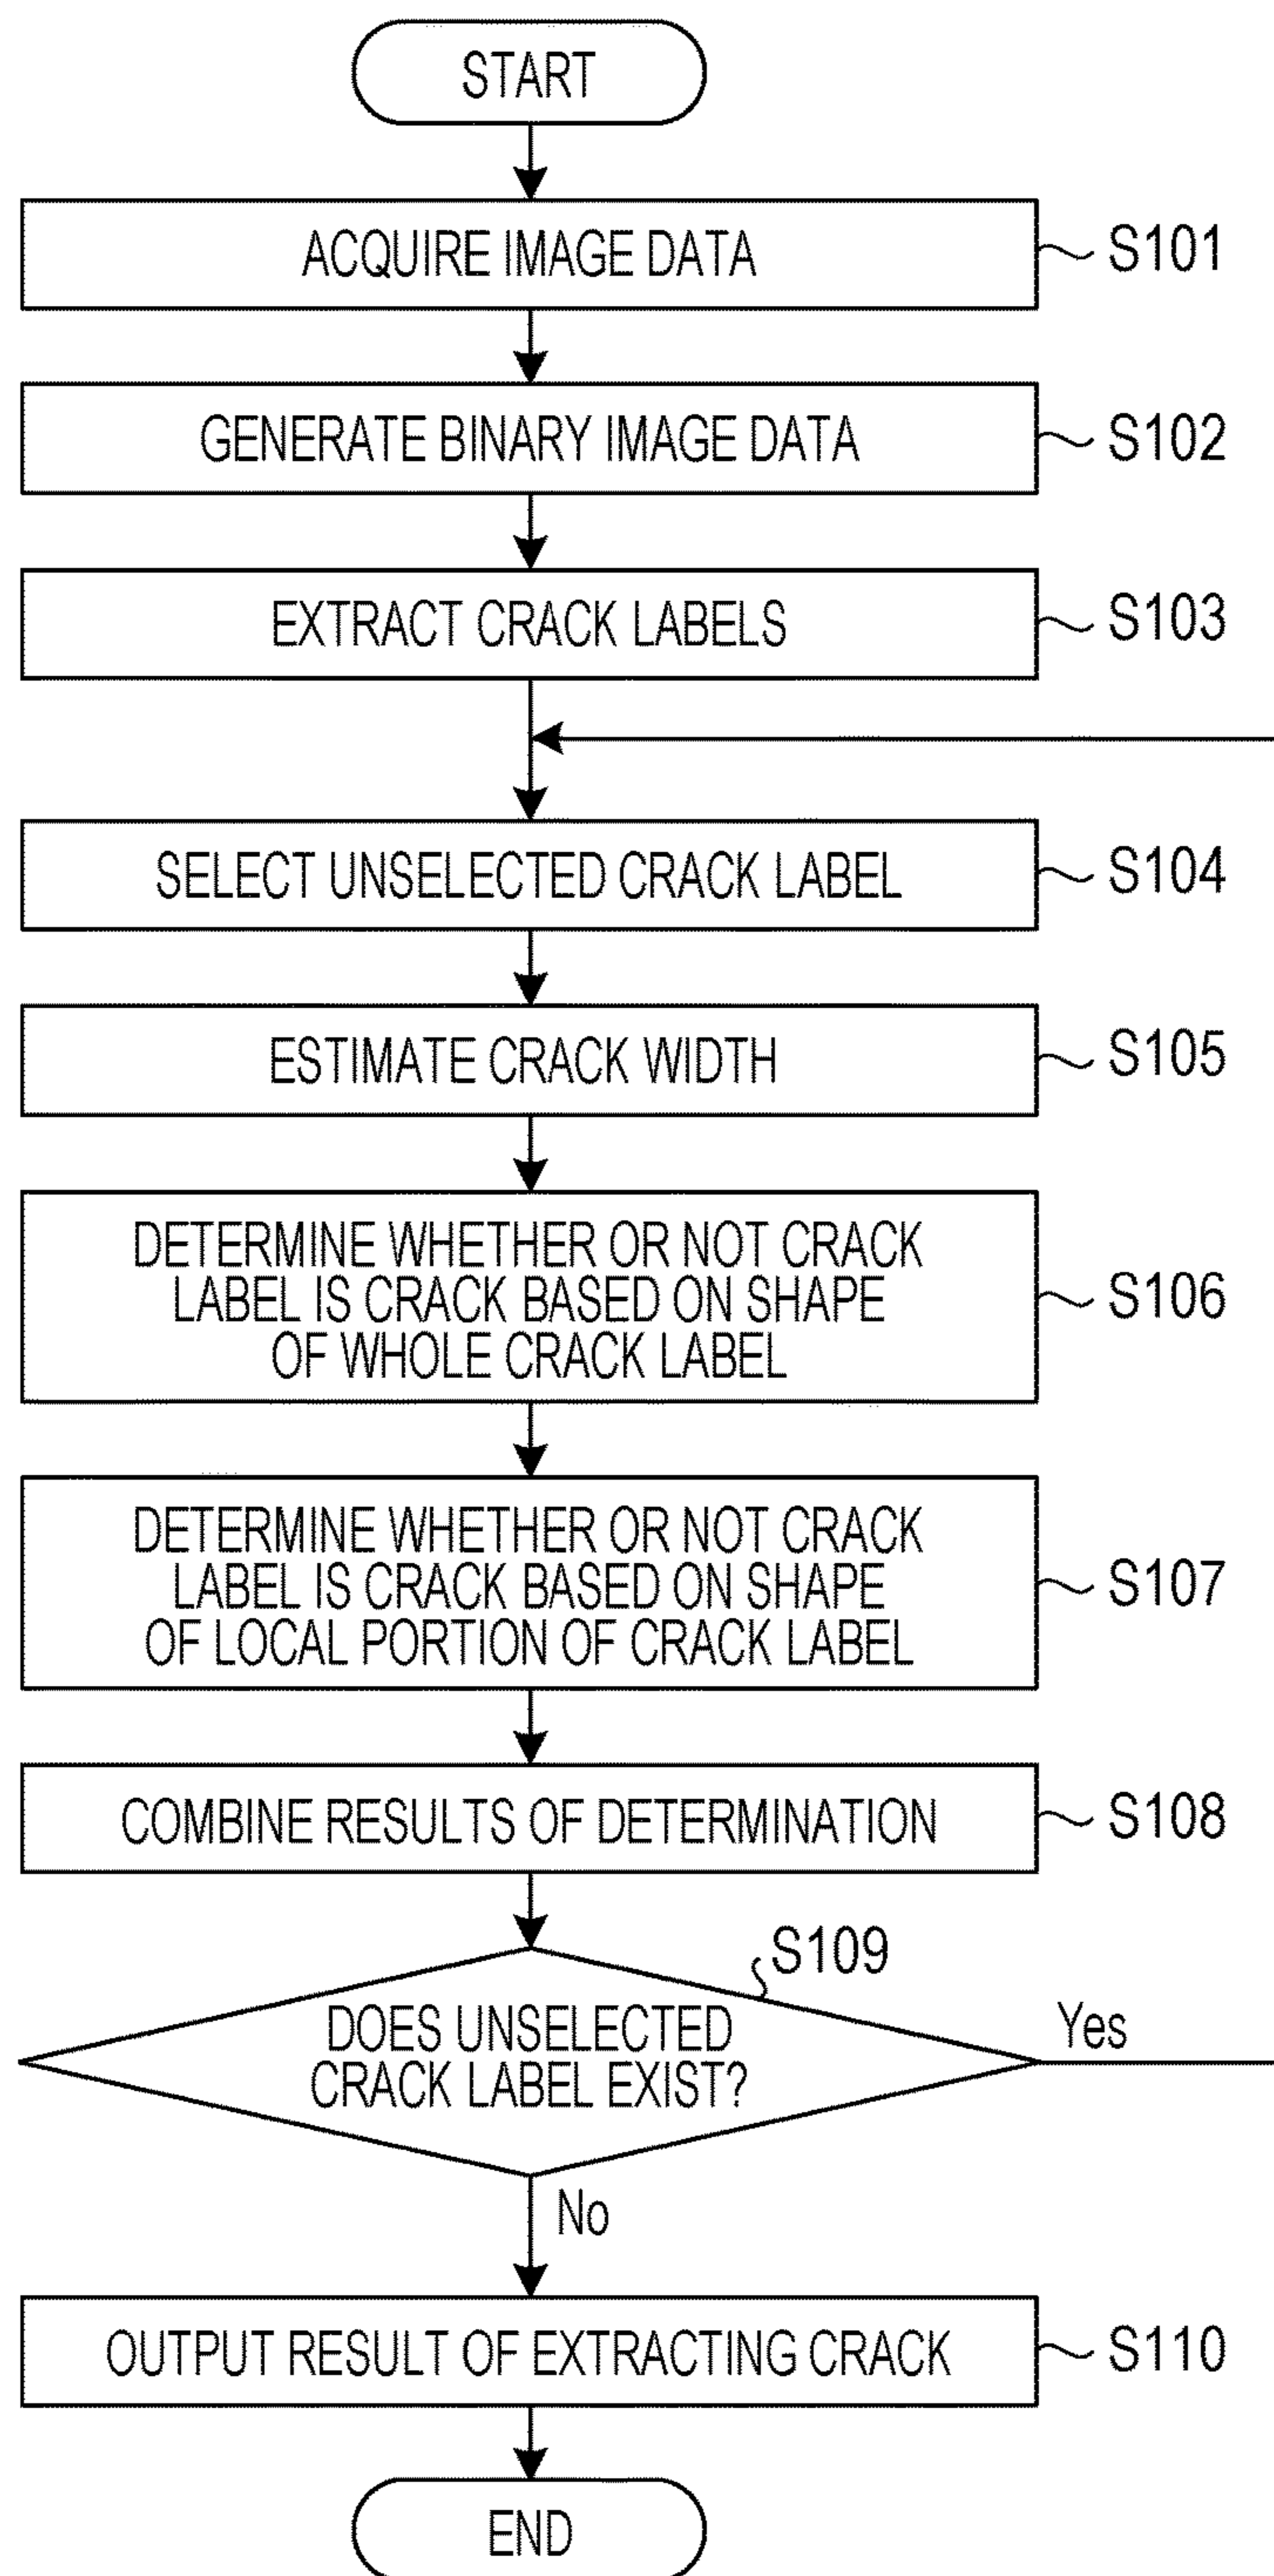 START
ACQUIRE IMAGE DATA
S101
GENERATE BINARY IMAGE DATA
S102
EXTRACT CRACK LABELS
S103
SELECT UNSELECTED CRACK LABEL
S104
ESTIMATE CRACK WIDTH
S105
DETERMINE WHETHER OR NOT CRACK
LABEL IS CRACK BASED ON SHAPE
OF WHOLE CRACK LABEL
S106
DETERMINE WHETHER OR NOT CRACK
LABEL IS CRACK BASED ON SHAPE
OF LOCAL PORTION OF CRACK LABEL
S107
COMBINE RESULTS OF DETERMINATION
S108
S109
DOES UNSELECTED
CRACK LABEL EXIST?
Yes
No
OUTPUT RESULT OF EXTRACTING CRACK
S110
END